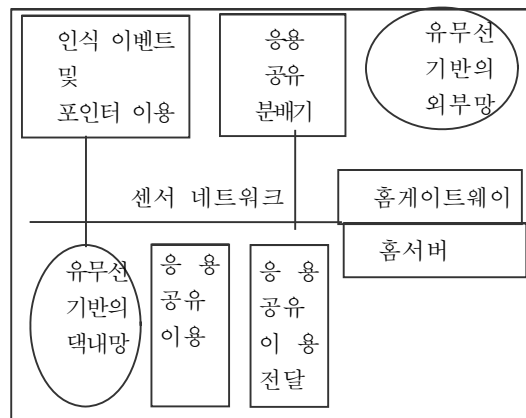 인식 이벤트
및
포인터 이용
응용
공유
분배기
유무선
기반의
외부망
센서 네트워크
홈게이트웨이
홈서버
유무선
기반의
댁내망
응 용
공유
이용
응 용
공유
이 용
전달